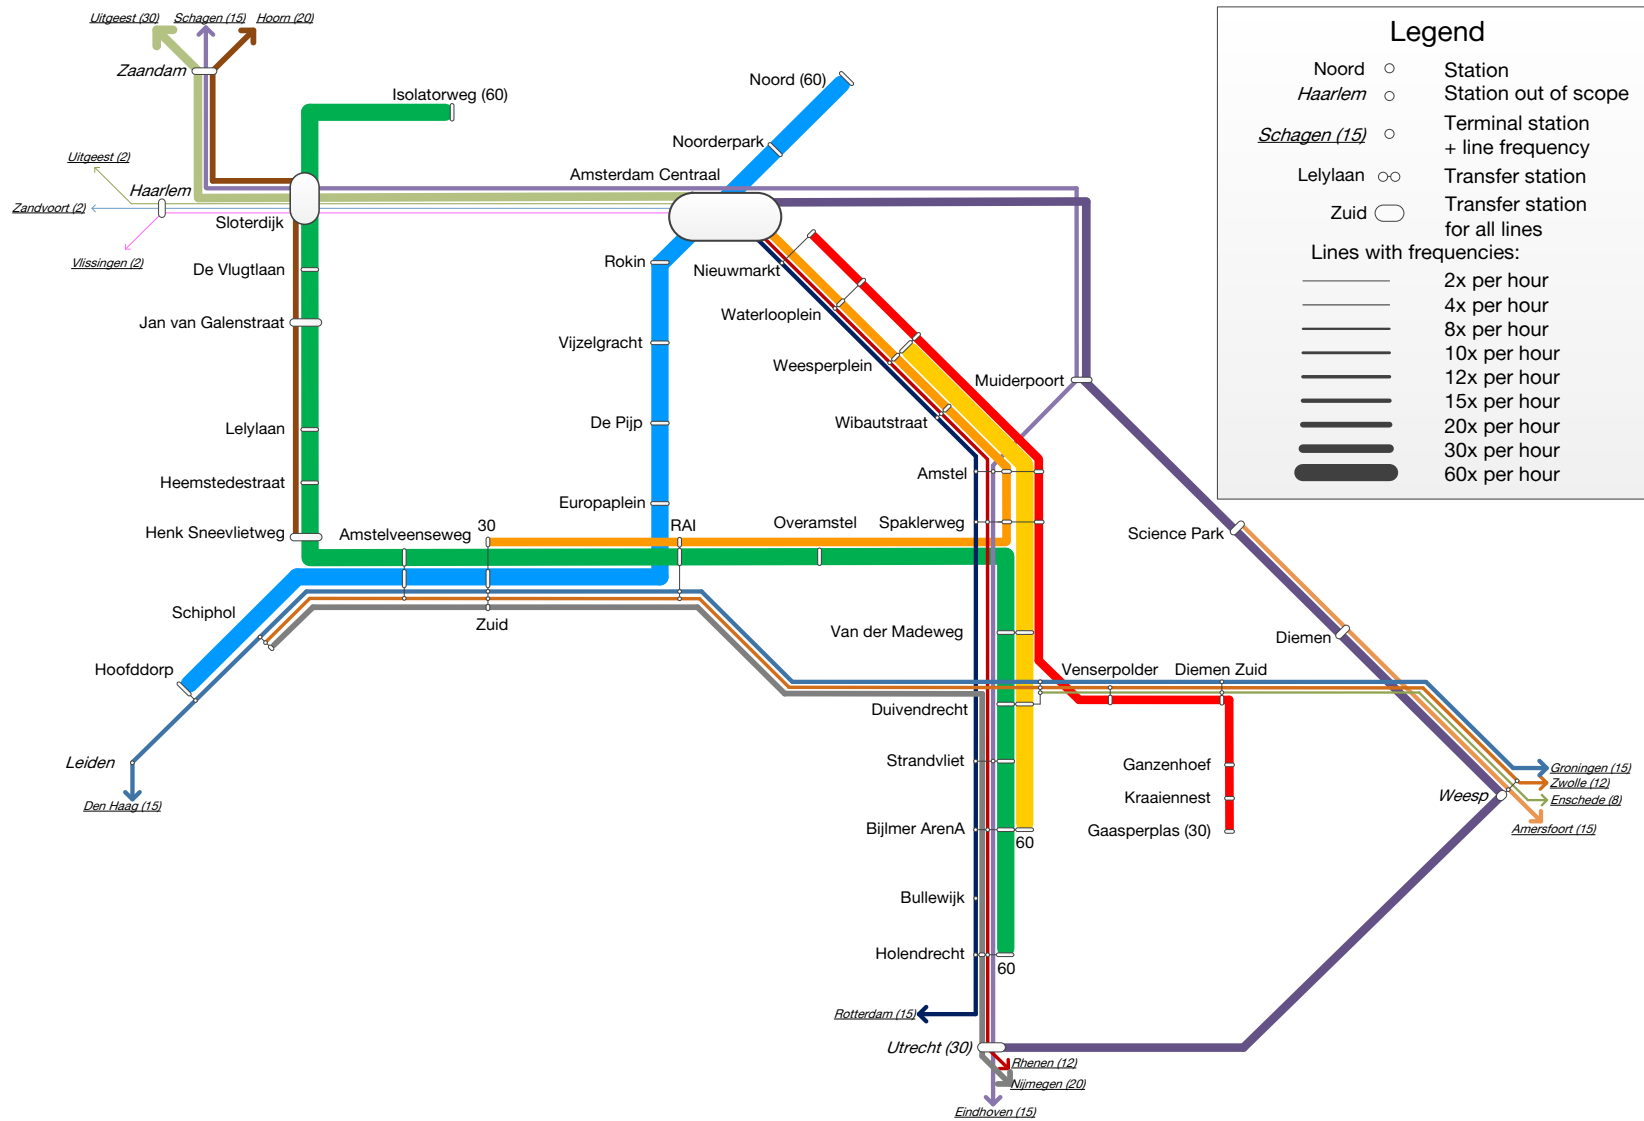 Uitgeest (30)
Schagen (15)
Hoorn (20)
Zaandam
Isolatorweg (60)
Noord (60)
Noorderpark
Uitgeest (2)
Haarlem
Amsterdam Centraal
Zandvoort (2)
Sloterdijk
Vlissingen (2)
De Vlugtlaan
Rokin
Nieuwmarkt
Jan van Galenstraat
Vijzelgracht
Waterlooplein
Weesperplein
Muiderpoort
Lelylaan
De Pijp
Wibautstraat
Heemstedestraat
Europaplein
Amstel
Henk Sneevlietweg
Amstelveenseweg
30
RAI
Overamstel
Spaklerweg
Science Park
Schiphol
Zuid
Van der Madeweg
Diemen
Hoofddorp
Venserpolder
Diemen Zuid
Duivendrecht
Leiden
Strandvliet
Ganzenhoef
Groningen (15)
Zwolle (12)
Den Haag (15)
Kraaiennest
Weesp
Enschede (8)
Bijlmer ArenA
60
Gaasperplas (30)
Amersfoort (15)
Bullewijk
Holendrecht
60
Rotterdam (15)
Utrecht (30)
Rhenen (12)
Nijmegen (20)
Eindhoven (15)
Legend
Noord
Station
Haarlem
Station out of scope
Schagen (15)
Terminal station
+ line frequency
Lelylaan
Transfer station
Zuid
Transfer station
for all lines
Lines with frequencies:
2x per hour
4x per hour
8x per hour
10x per hour
12x per hour
15x per hour
20x per hour
30x per hour
60x per hour